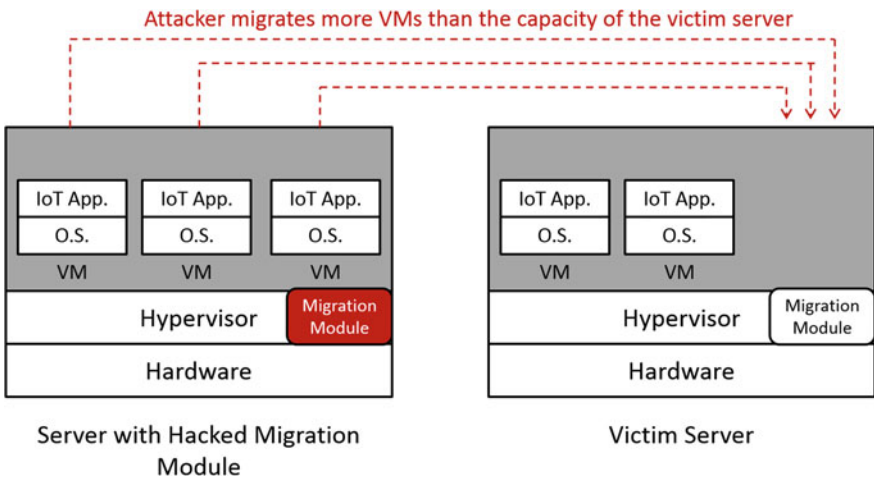 Attacker migrates more VMs than the capacity of the victim server
IoT App.
O.S.
VM
IoT App.
O.S.
VM
IoT App.
O.S.
VM
Hypervisor
Migration
Module
Hardware
Server with Hacked Migration
Module
IoT App.
O.S.
VM
IoT App.
O.S.
VM
Hypervisor
Migration
Module
Hardware
Victim Server